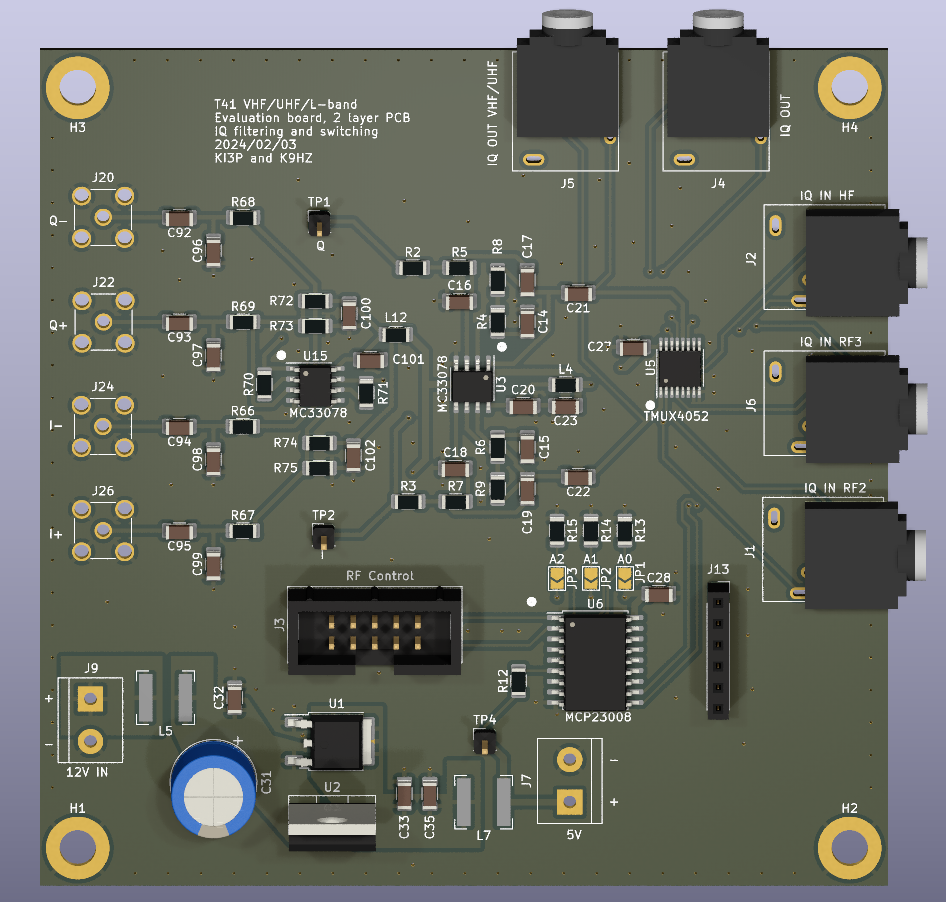 IQ OUT VHF/UHF
IQ OUT
T41 VHF/UHF/L-band
Evaluation board, 2 layer PCB
IQ filtering and switching
2024/02/03
KI3P and K9HZ
H3
H4
J5
J4
J20
Q-
C92
C96
R68
TP1
Q
IQ IN HF
J2
R2
R5
R8
C17
C16
C21
R4
C14
J22
Q+
C93
C97
R69
R72
R73
C100
L12
C101
U15
R70
R71
MC33078
MC33078
U3
C27
U5
TMUX4052
L4
C20
C23
IQ IN RF3
J6
J24
I-
C94
C98
R66
R74
R75
C102
C18
R6
C15
R9
C19
C22
R3
R7
IQ IN RF2
J1
J26
I+
C95
C99
R67
TP2
I
R15
R14
R13
A2
A1
A0
JP3
JP2
JP1
C28
J13
RF Control
J3
U6
R12
MCP23008
J9
+
-
12V IN
L5
C32
+
C31
U1
U2
TP4
C33
C35
L7
J7
-
+
5V
H1
H2